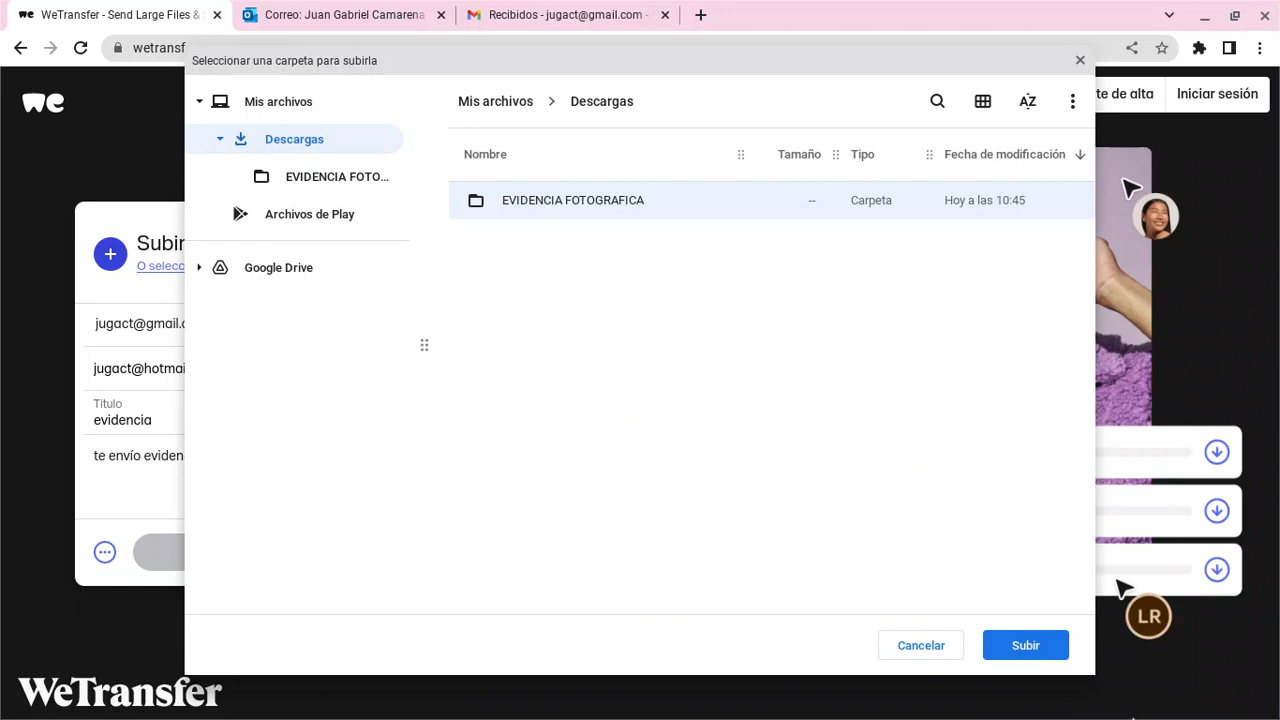 WeTransfer - Send Large Files &
Correo: Juan Gabriel Camarena
Recibidos - jugact@gmail.com -
wetransf
Seleccionar una carpeta para subirla
we
te de alta
Iniciar sesión
Mis archivos
Descargas
EVIDENCIA FOTO...
Archivos de Play
Google Drive
Mis archivos > Descargas
AZ
Nombre Tamaño Tipo Fecha de modificación
EVIDENCIA FOTOGRAFICA -- Carpeta Hoy a las 10:45
Subir
O selecc
jugact@gmail.c
jugact@hotmai
Título
evidencia
te envío eviden
Cancelar
Subir
LR
WeTransfer